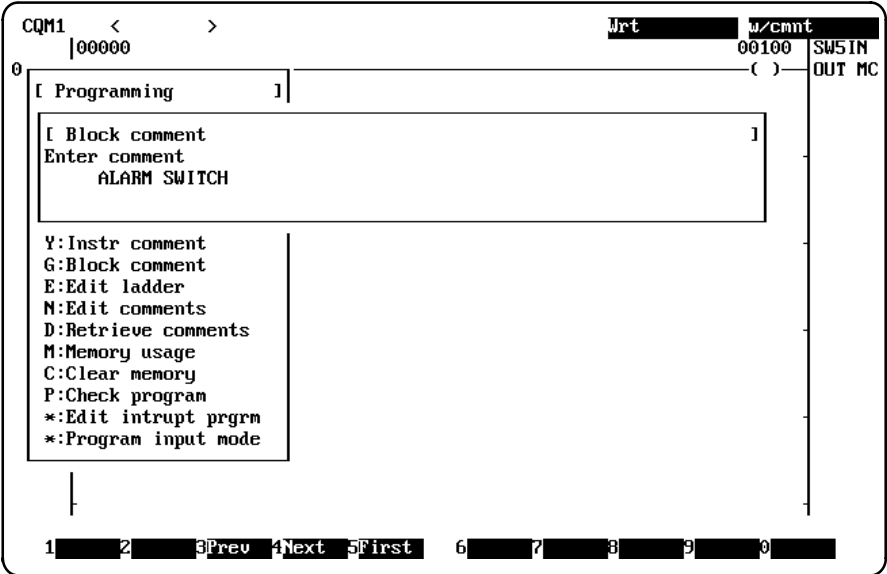 CQM1 < > Wrt w/cmnt
00000 00100 SW5IN
0 ( ) OUT MC
[ Programming ]
[ Block comment ]
Enter comment
ALARM SWITCH
Y:Instr comment
G:Block comment
E:Edit ladder
N:Edit comments
D:Retrieve comments
M:Memory usage
C:Clear memory
P:Check program
*:Edit intrupt prgrm
*:Program input mode
1 2 3Prev 4Next 5First 6 7 8 9 0